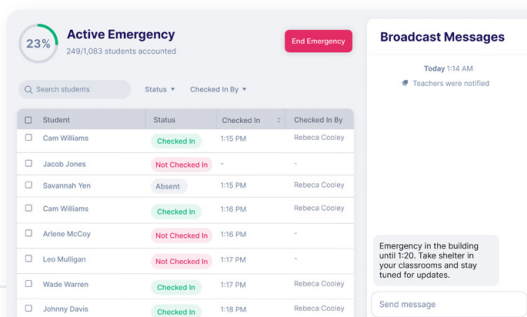 23%
Active Emergency
249/1,083 students accounted
End Emergency
Search students
Status
Checked In By
Student Status Checked In Checked In By
Cam Williams Checked In 1:15 PM Rebeca Cooley
Jacob Jones Not Checked In - -
Savannah Yen Absent 1:15 PM Rebeca Cooley
Cam Williams Checked In 1:16 PM Rebeca Cooley
Arlene McCoy Not Checked In 1:16 PM -
Leo Mulligan Not Checked In 1:17 PM -
Wade Warren Checked In 1:17 PM Rebeca Cooley
Johnny Davis Checked In 1:18 PM Rebeca Cooley
Broadcast Messages
Today 1:14 AM
Teachers were notified
Emergency in the building
until 1:20. Take shelter in
your classrooms and stay
tuned for updates.
Send message